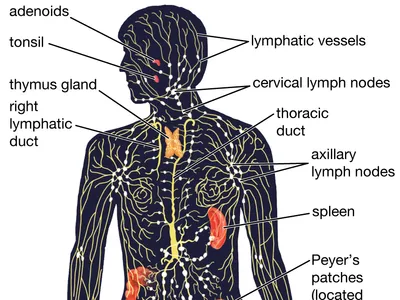 adenoids
tonsil
thymus gland
right
lymphatic
duct
lymphatic vessels
cervical lymph nodes
thoracic
duct
axillary
lymph nodes
spleen
Peyer's
patches
(located